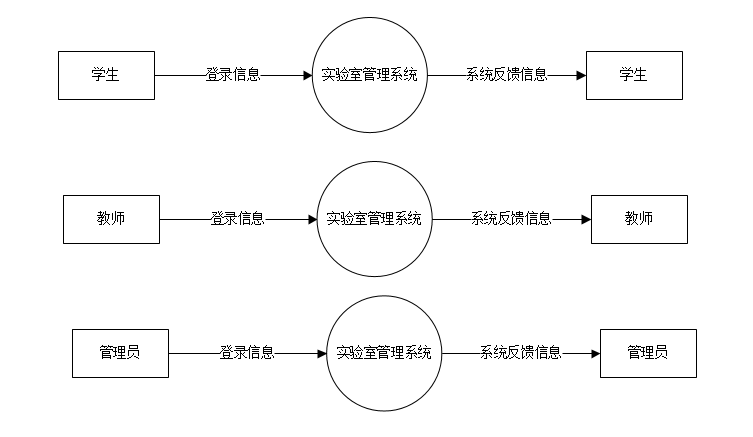 学生
登录信息
实验室管理系统
系统反馈信息
学生
教师
登录信息
实验室管理系统
系统反馈信息
教师
管理员
登录信息
实验室管理系统
系统反馈信息
管理员